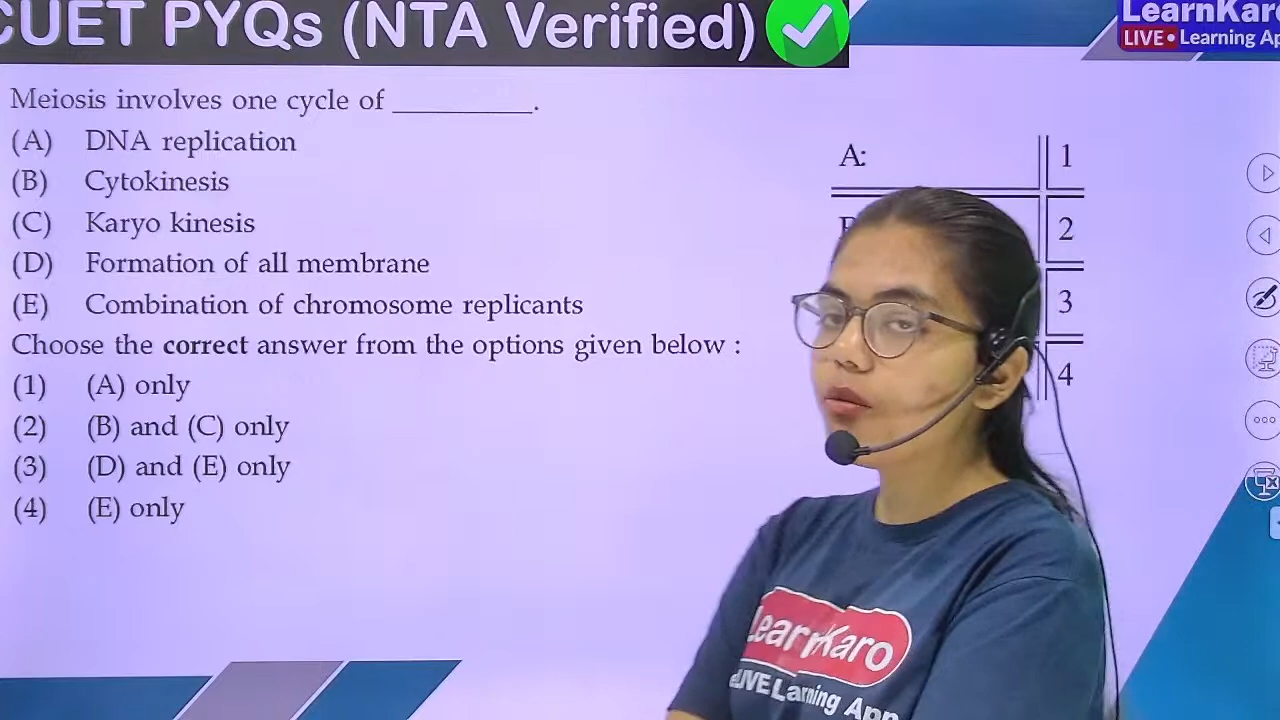 CUET PYQs (NTA Verified)
LearnKaro
LIVE • Learning Ap
Meiosis involves one cycle of __________.
(A) DNA replication
(B) Cytokinesis
(C) Karyo kinesis
(D) Formation of all membrane
(E) Combination of chromosome replicants
Choose the correct answer from the options given below :
(1) (A) only
(2) (B) and (C) only
(3) (D) and (E) only
(4) (E) only
A: 1
2
3
4
LearnKaro
LIVE Learning App